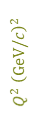 Q² (GeV/c)²